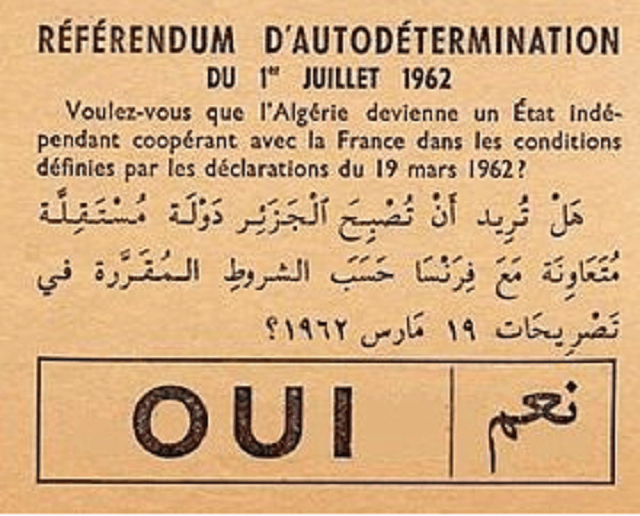 RÉFÉRENDUM D'AUTODÉTERMINATION
DU 1er JUILLET 1962
Voulez-vous que l'Algérie devienne un État indé-
pendant coopérant avec la France dans les conditions
définies par les déclarations du 19 mars 1962?
هَلْ تُرِيد أَنْ تُصْبِحَ ٱلْجَزَئِر دَوْلَة مُسْتَقِلَّة
مُتَعَاوِنَة مَعَ فِرَنْسَا حَسَبَ الشروطِ المُقَرَّرة في
تَصْرِيحَات ١٩ مَارس ١٩٦٢؟
OUI نعم